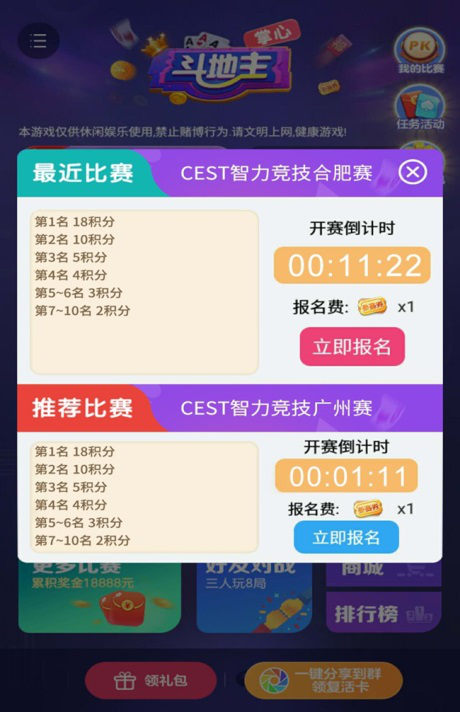 掌心
斗地主
PK
我的比赛
任务活动
本游戏仅供休闲娱乐使用,禁止赌博行为.请文明上网,健康游戏!
最近比赛
CEST智力竞技合肥赛
第1名 18积分
第2名 10积分
第3名 5积分
第4名 4积分
第5~6名 3积分
第7~10名 2积分
开赛倒计时
00:11:22
报名费:
x1
立即报名
推荐比赛
CEST智力竞技广州赛
第1名 18积分
第2名 10积分
第3名 5积分
第4名 4积分
第5~6名 3积分
第7~10名 2积分
开赛倒计时
00:01:11
报名费:
x1
立即报名
更多比赛
累积奖金18888元
好友对战
三人玩8局
商城
排行榜
领礼包
一键分享到群
领复活卡